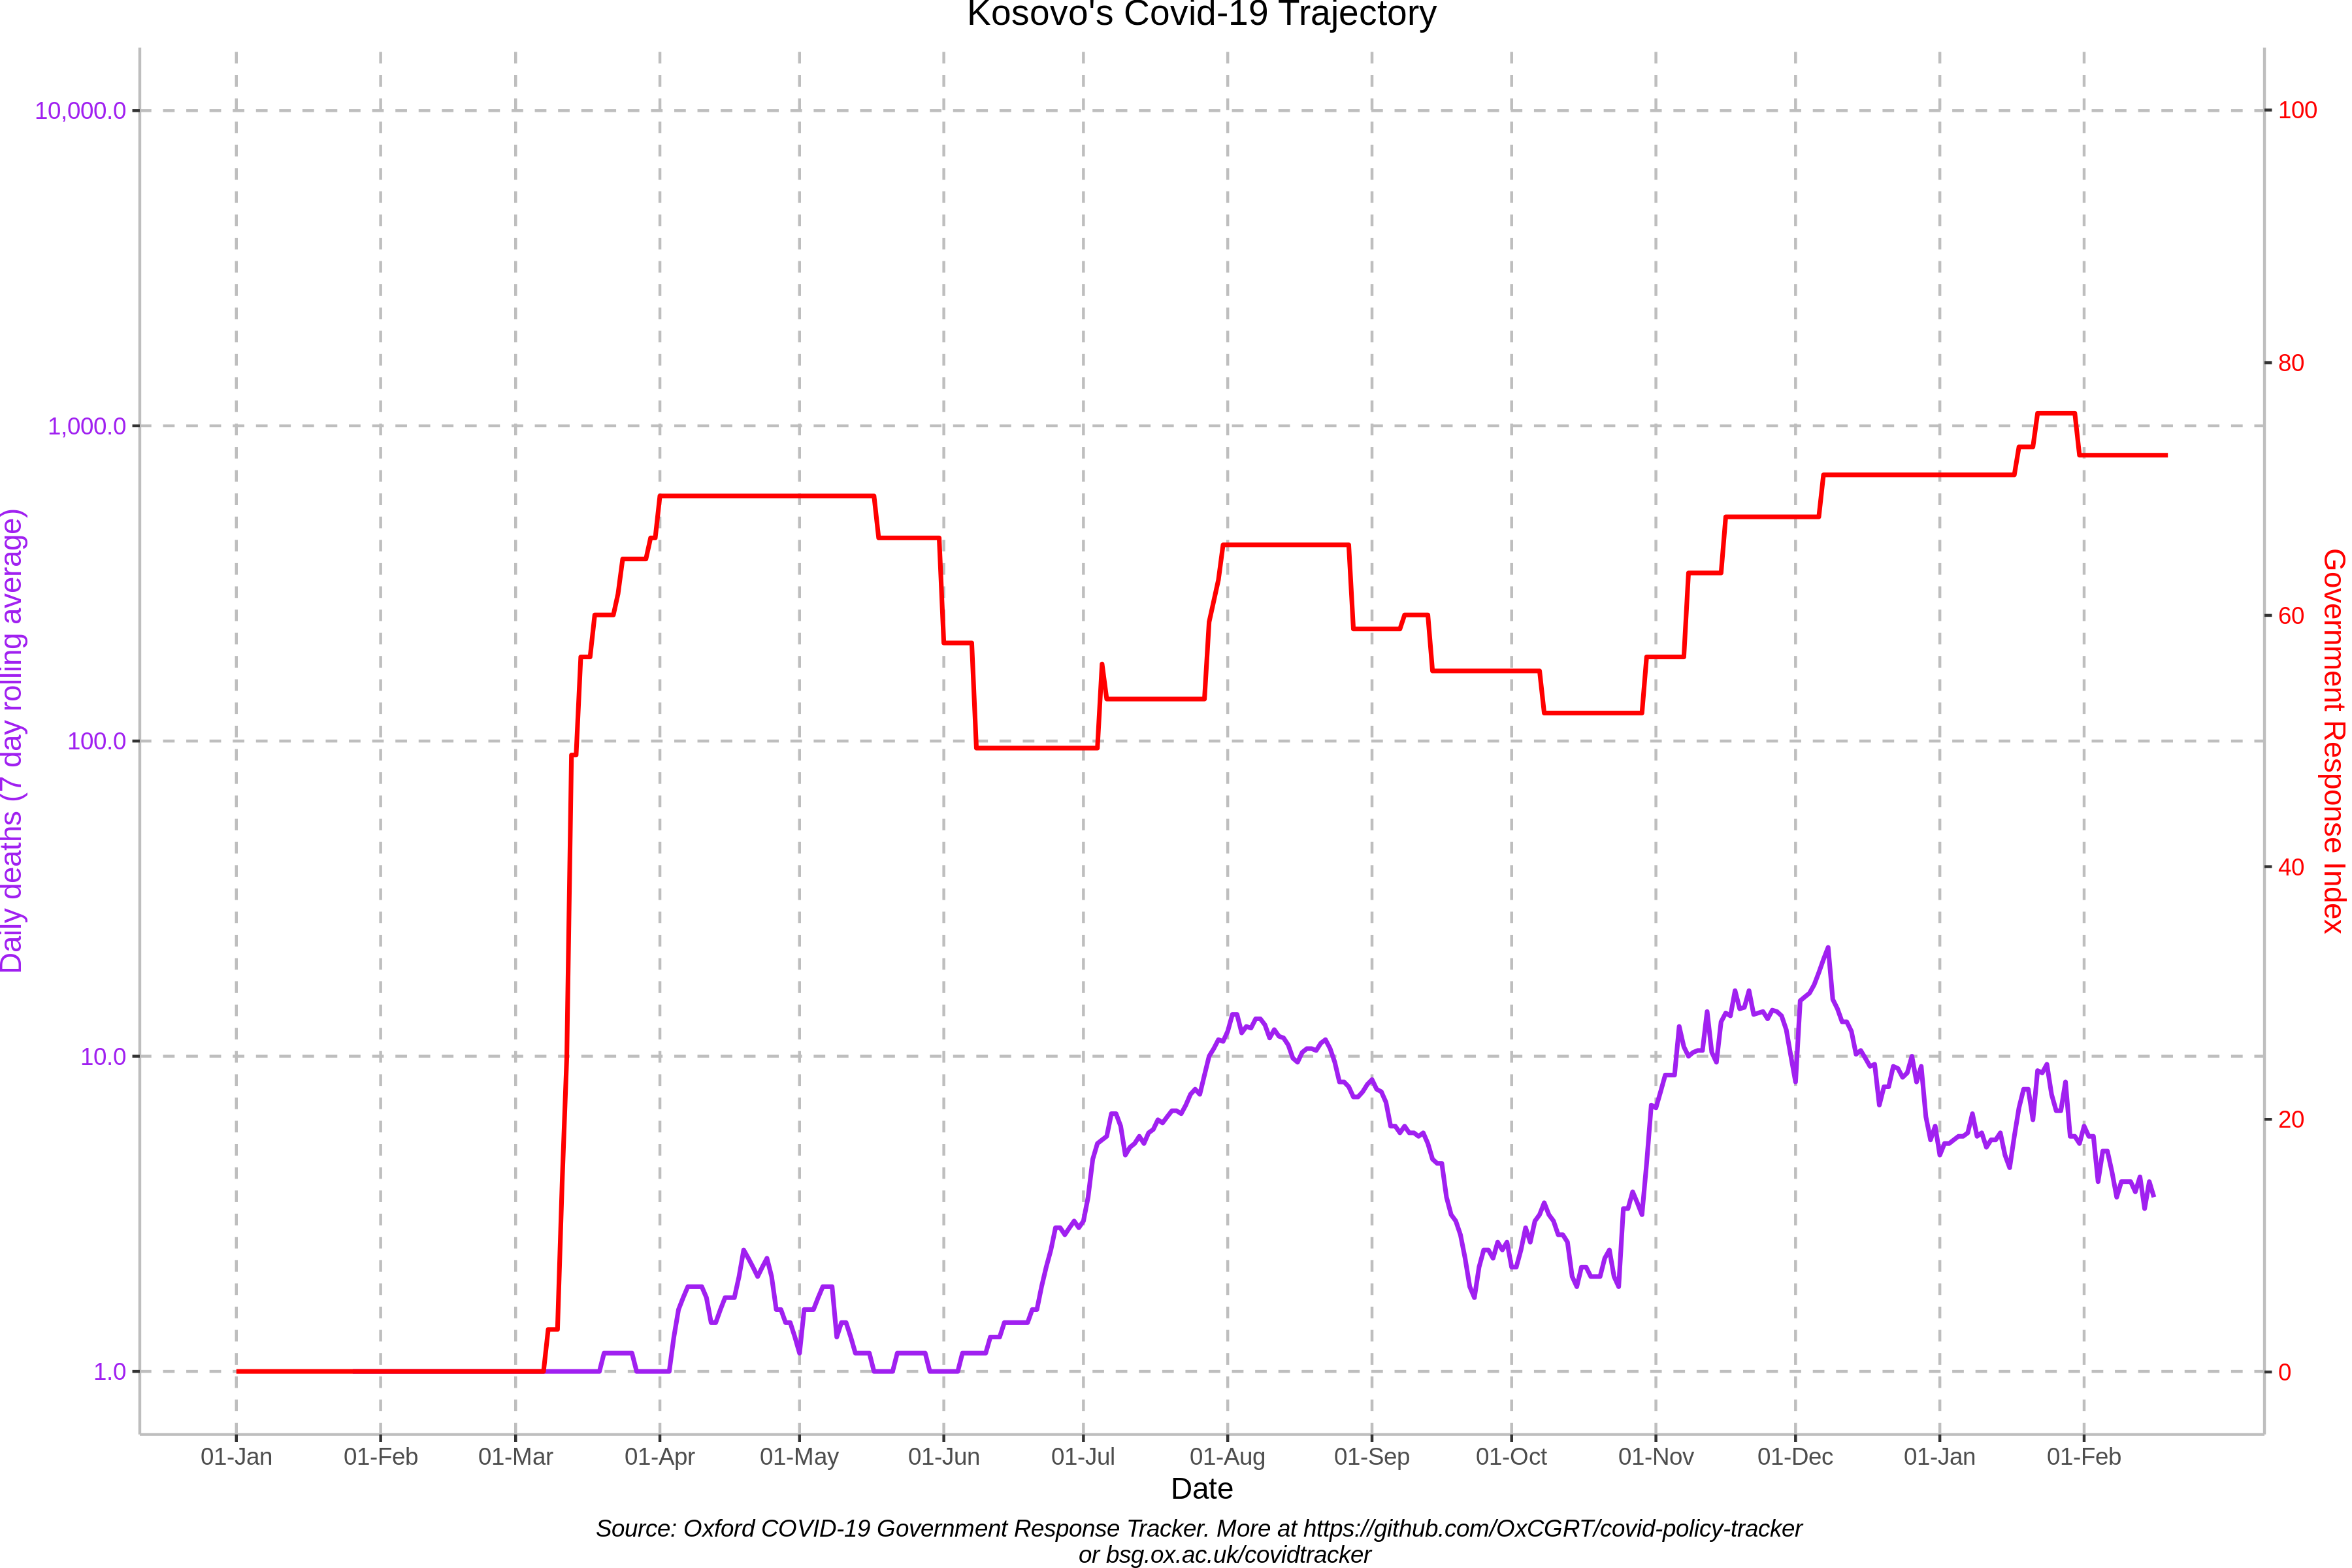 Kosovo's Covid-19 Trajectory
10,000.0
1,000.0
100.0
10.0
1.0
Daily deaths (7 day rolling average)
100
80
60
40
20
0
Government Response Index
01-Jan 01-Feb 01-Mar 01-Apr 01-May 01-Jun 01-Jul 01-Aug 01-Sep 01-Oct 01-Nov 01-Dec 01-Jan 01-Feb
Date
Source: Oxford COVID-19 Government Response Tracker. More at https://github.com/OxCGRT/covid-policy-tracker
or bsg.ox.ac.uk/covidtracker